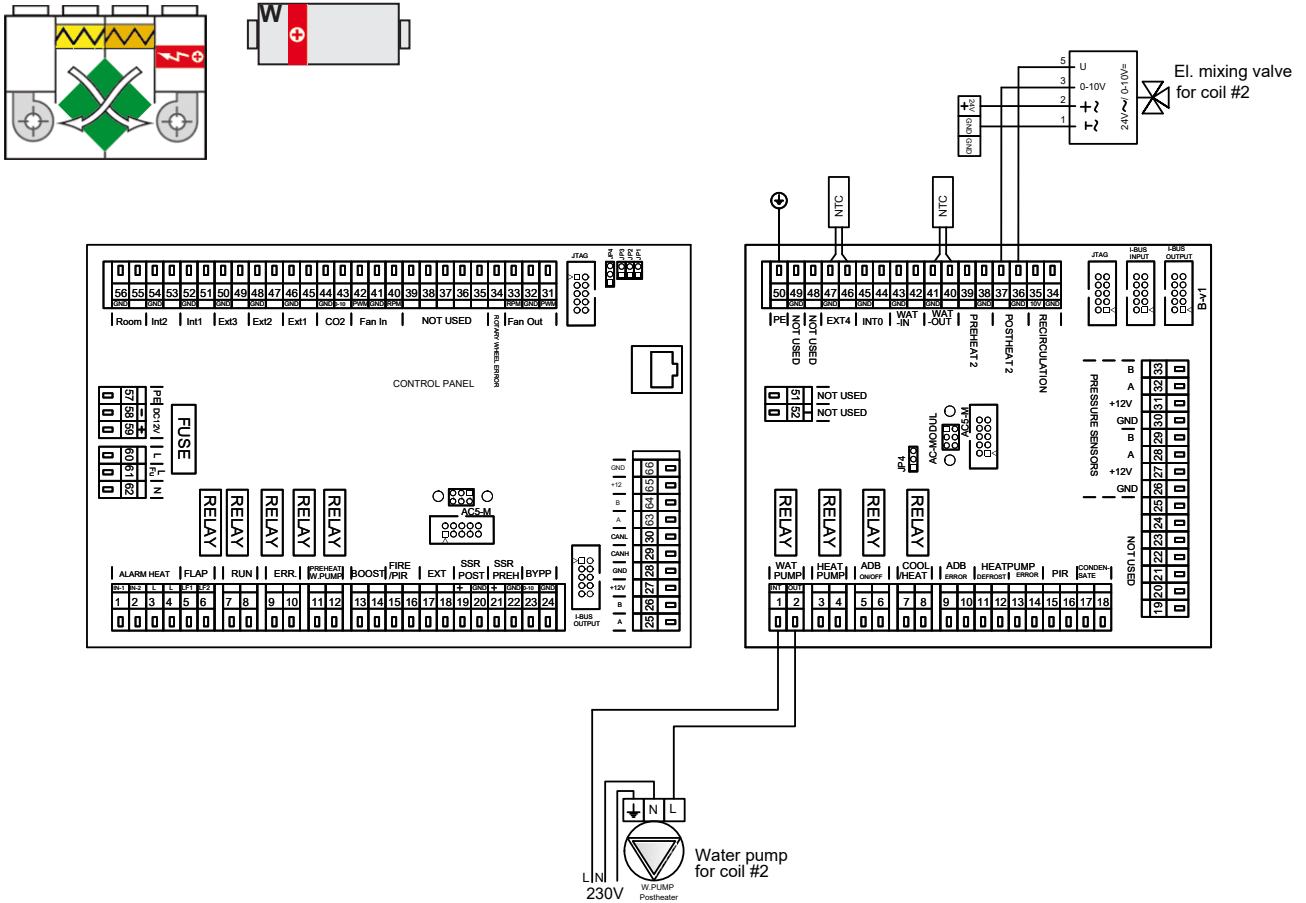 W
El. mixing valve
for coil #2
5 U
3 0-10V
2 + ~
1 ⊥ ~
24V ~/ 0-10V=
+ 24V
GND
GND
NTC
NTC
JP4 JP3 JP2 JP1
JTAG
56 55 54 53 52 51 50 49 48 47 46 45 44 43 42 41 40 39 38 37 36 35 34 33 32 31
GND GND GND GND GND GND GND 0-10 PWM GND RPM RPM GND PWM
Room Int2 Int1 Ext3 Ext2 Ext1 CO2 Fan In NOT USED ROTARY WHEEL ERROR Fan Out
CONTROL PANEL
57 58 59
PE DC12V - +
60 61 62
L L Fu- N
FUSE
RELAY RELAY RELAY RELAY RELAY
AC5-M
I-BUS
OUTPUT
GND 66
+12 65
B 64
A 63
CANL 30
CANH 29
GND 28
+12V 27
B 26
A 25
ALARM HEAT FLAP RUN ERR. PREHEAT W.PUMP BOOST FIRE /PIR EXT SSR POST SSR PREH BYPP
IN-1 IN-2 L L LF1 LF2 + GND + GND 0-10 GND
1 2 3 4 5 6 7 8 9 10 11 12 13 14 15 16 17 18 19 20 21 22 23 24
JTAG
I-BUS
INPUT
I-BUS
OUTPUT
50 49 48 47 46 45 44 43 42 41 40 39 38 37 36 35 34
GND GND GND GND GND GND GND 10V GND
PE NOT USED NOT USED EXT4 INT0 WAT -IN WAT -OUT PREHEAT 2 POSTHEAT 2 RECIRCULATION
51 NOT USED
52 NOT USED
AC-MODUL
AC5-M
JP4
PRESSURE SENSORS
B 33
A 32
+12V 31
GND 30
B 29
A 28
+12V 27
GND 26
25
24
23
22
21
20
19
NOT USED
RELAY RELAY RELAY RELAY
WAT PUMP HEAT PUMP ADB ON/OFF COOL /HEAT ADB ERROR HEATPUMP DEFROST ERROR PIR CONDEN- SATE
INT OUT
1 2 3 4 5 6 7 8 9 10 11 12 13 14 15 16 17 18
N L
Water pump
for coil #2
L N
230V
W.PUMP
Postheater